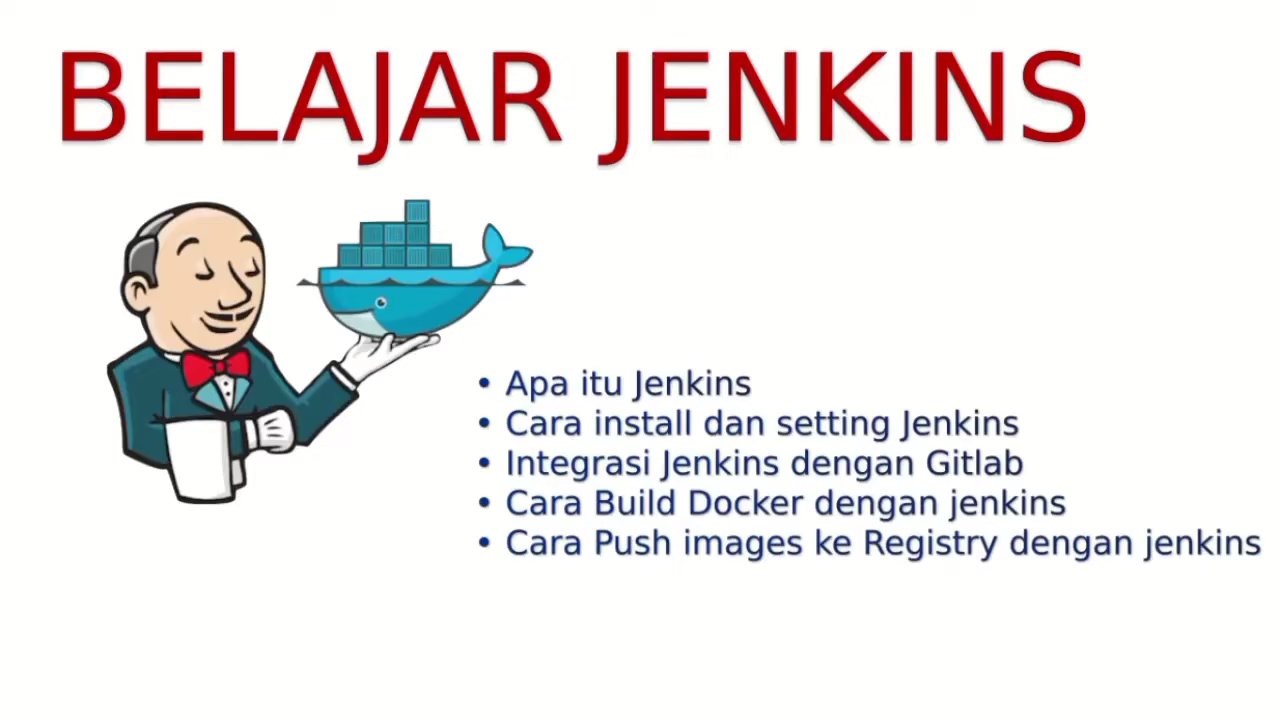 BELAJAR JENKINS
• Apa itu Jenkins
• Cara install dan setting Jenkins
• Integrasi Jenkins dengan Gitlab
• Cara Build Docker dengan jenkins
• Cara Push images ke Registry dengan jenkins